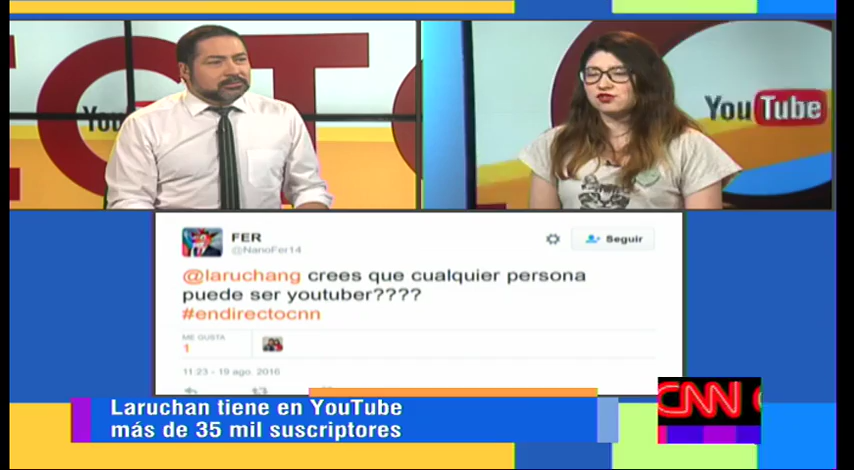 You
YouTube
FER
@NanoFer14
Seguir
@laruchang crees que cualquier persona
puede ser youtuber????
#endirectocnn
ME GUSTA
1
11:23 - 19 ago. 2016
Laruchan tiene en YouTube
más de 35 mil suscriptores
CNN